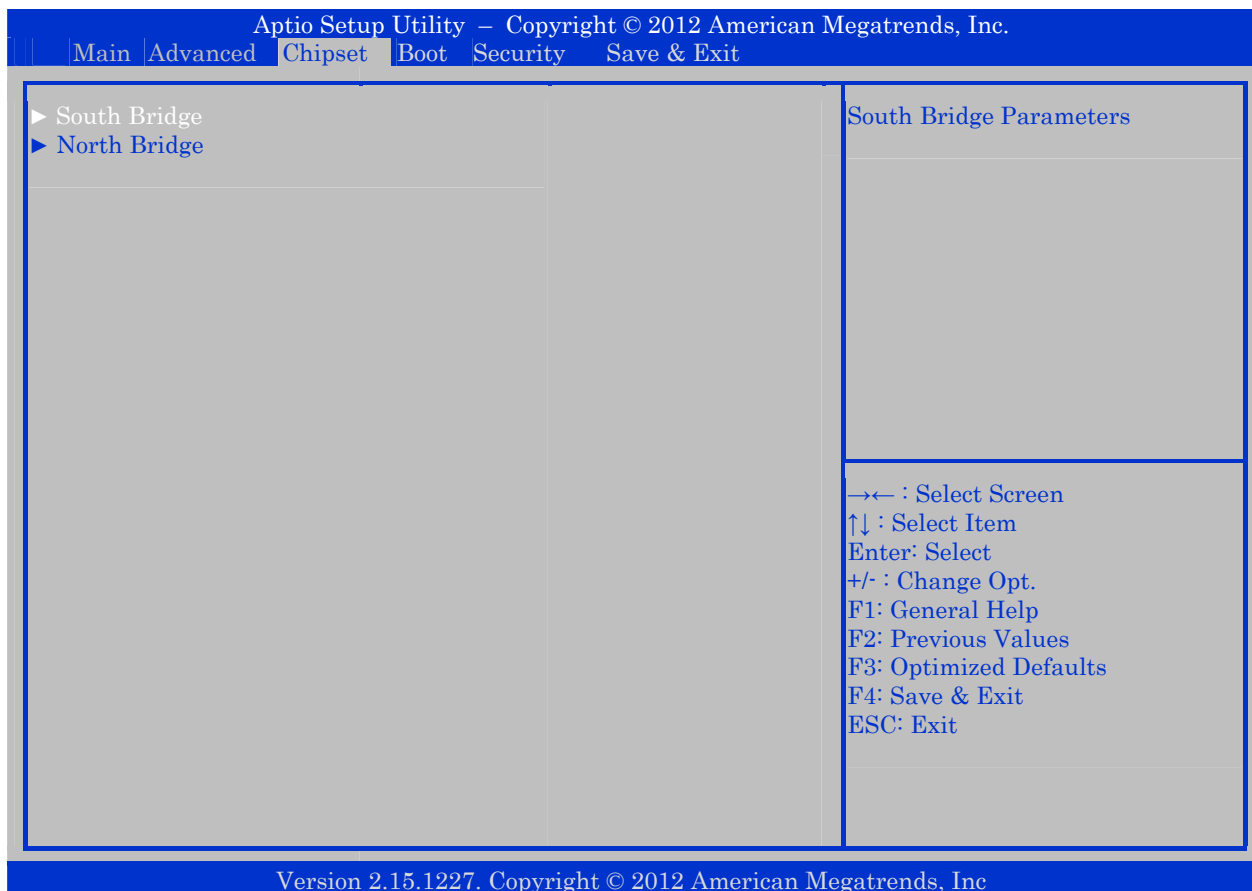 Aptio Setup Utility – Copyright © 2012 American Megatrends, Inc.
Main Advanced Chipset Boot Security Save & Exit
► South Bridge
► North Bridge
South Bridge Parameters
→← : Select Screen
↑↓ : Select Item
Enter: Select
+/- : Change Opt.
F1: General Help
F2: Previous Values
F3: Optimized Defaults
F4: Save & Exit
ESC: Exit
Version 2.15.1227. Copyright © 2012 American Megatrends, Inc